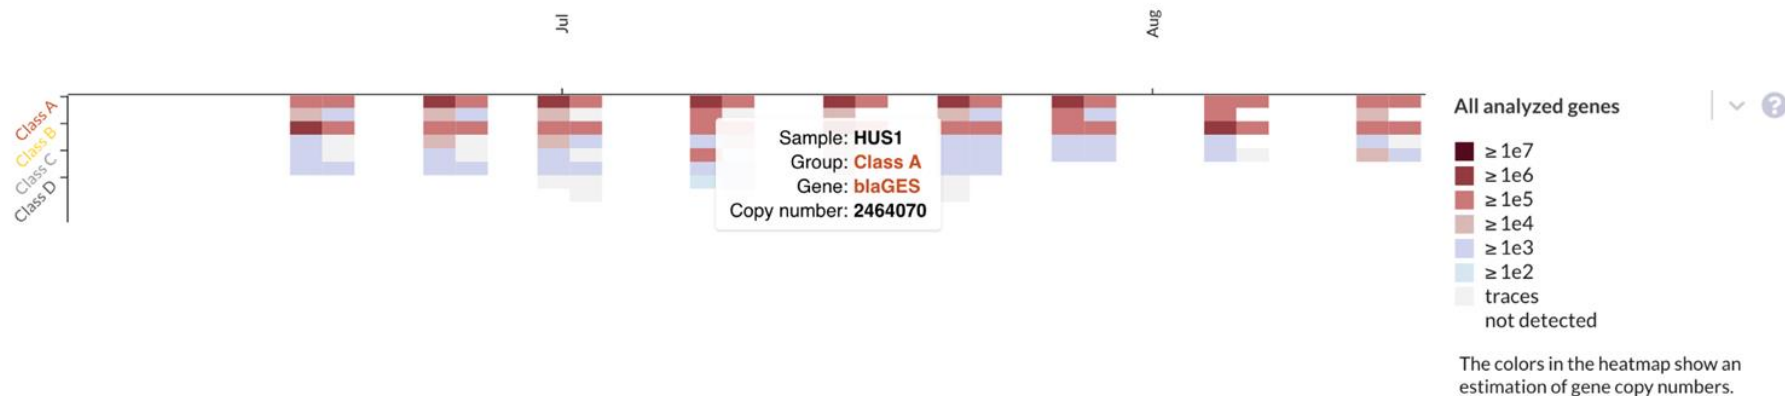 Jul
Aug
Class A
Class B
Class C
Class D
Sample: HUS1
Group: Class A
Gene: blaGES
Copy number: 2464070
All analyzed genes
?
≥ 1e7
≥ 1e6
≥ 1e5
≥ 1e4
≥ 1e3
≥ 1e2
traces
not detected
The colors in the heatmap show an
estimation of gene copy numbers.